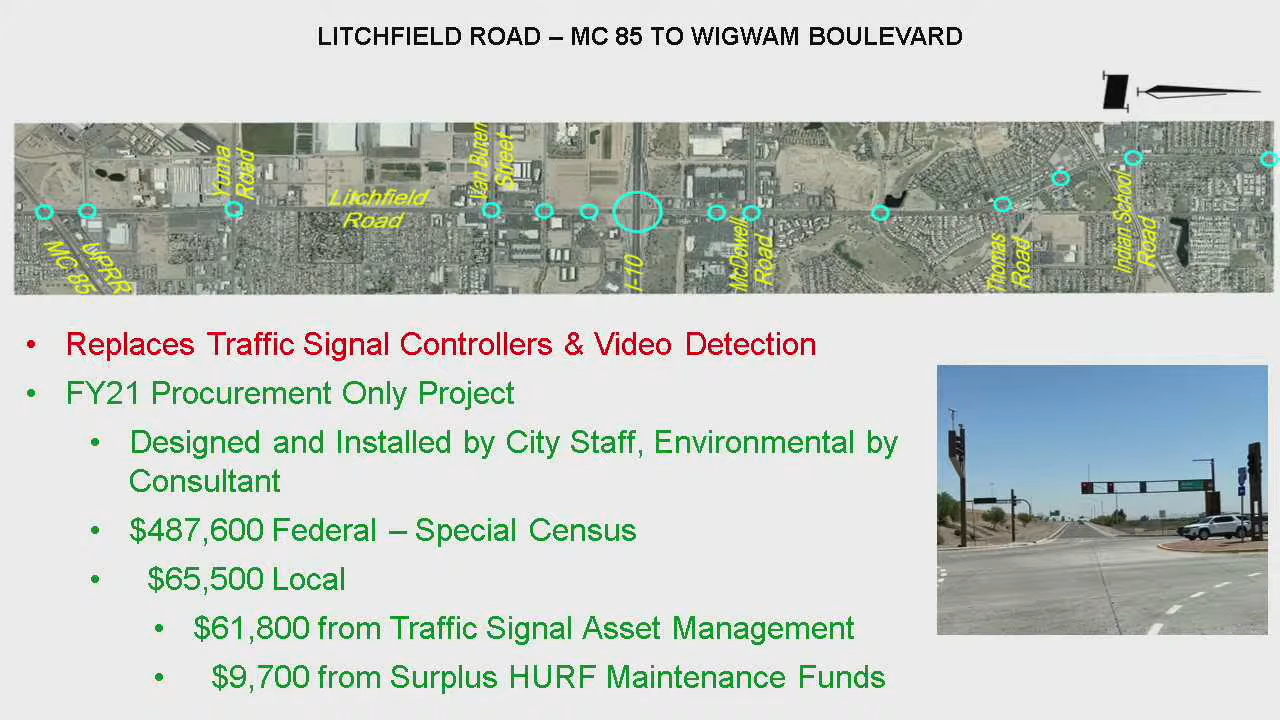 LITCHFIELD ROAD – MC 85 TO WIGWAM BOULEVARD
Yuma
Road
Van Buren
Street
Litchfield
Road
MC 85
UPRR
I-10
McDowell
Road
Thomas
Road
Indian School
Road
• Replaces Traffic Signal Controllers & Video Detection
• FY21 Procurement Only Project
• Designed and Installed by City Staff, Environmental by
Consultant
• $487,600 Federal – Special Census
• $65,500 Local
• $61,800 from Traffic Signal Asset Management
• $9,700 from Surplus HURF Maintenance Funds